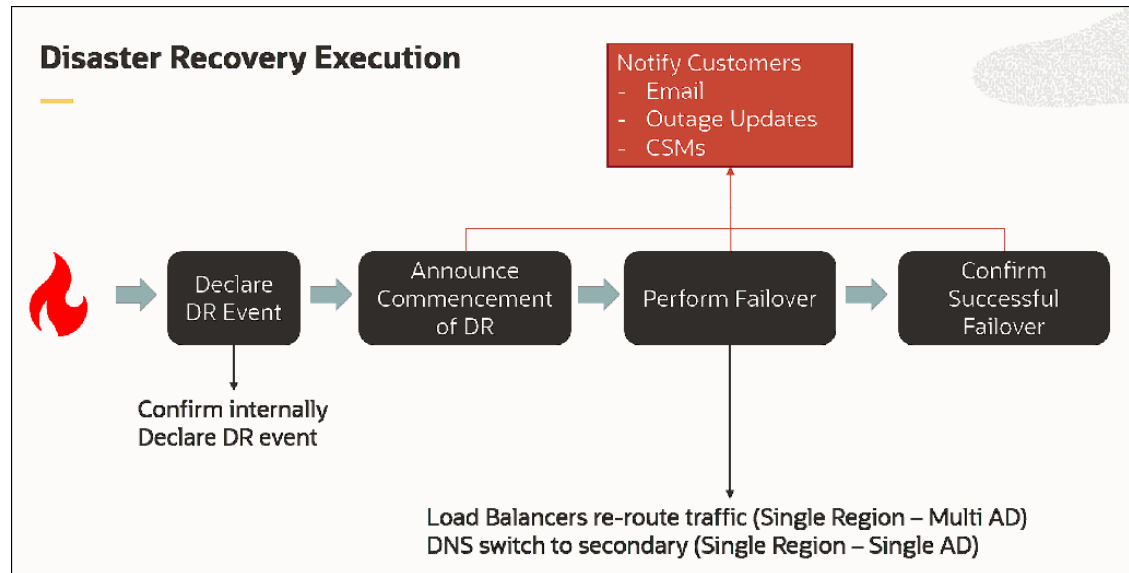 Disaster Recovery Execution
Notify Customers
- Email
- Outage Updates
- CSMs
Declare
DR Event
Announce
Commencement
of DR
Perform Failover
Confirm
Successful
Failover
Confirm internally
Declare DR event
Load Balancers re-route traffic (Single Region – Multi AD)
DNS switch to secondary (Single Region – Single AD)